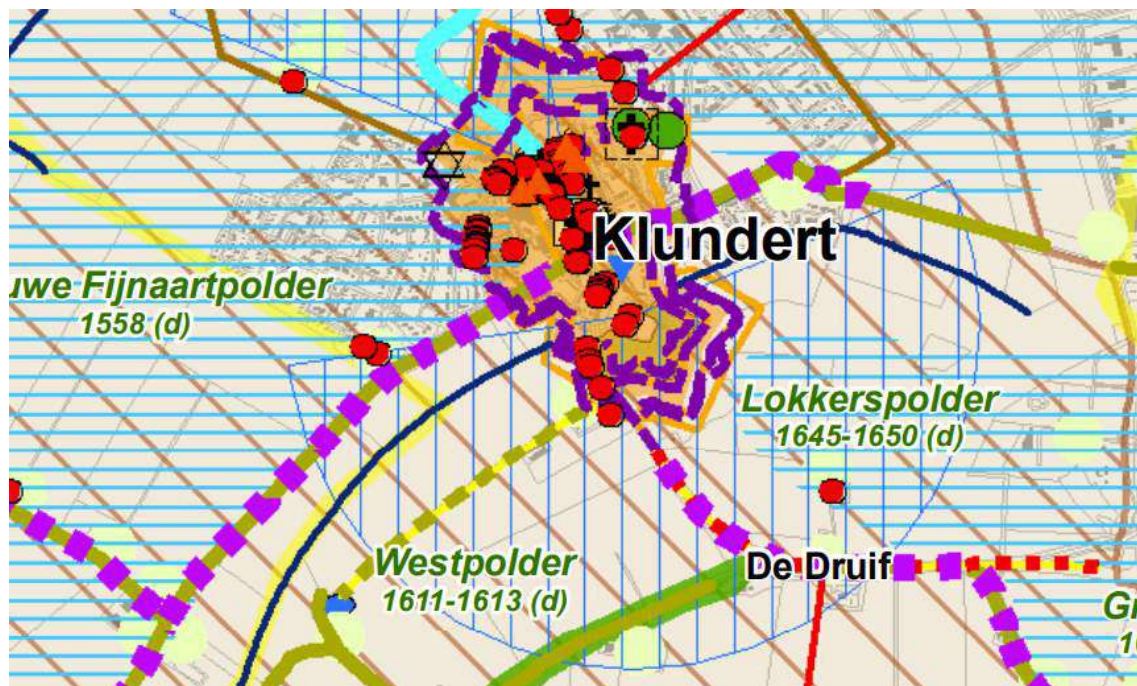 Klundert
uwe Fijnaartpolder
1558 (d)
Lokkerspolder
1645-1650 (d)
Westpolder
1611-1613 (d)
De Druif